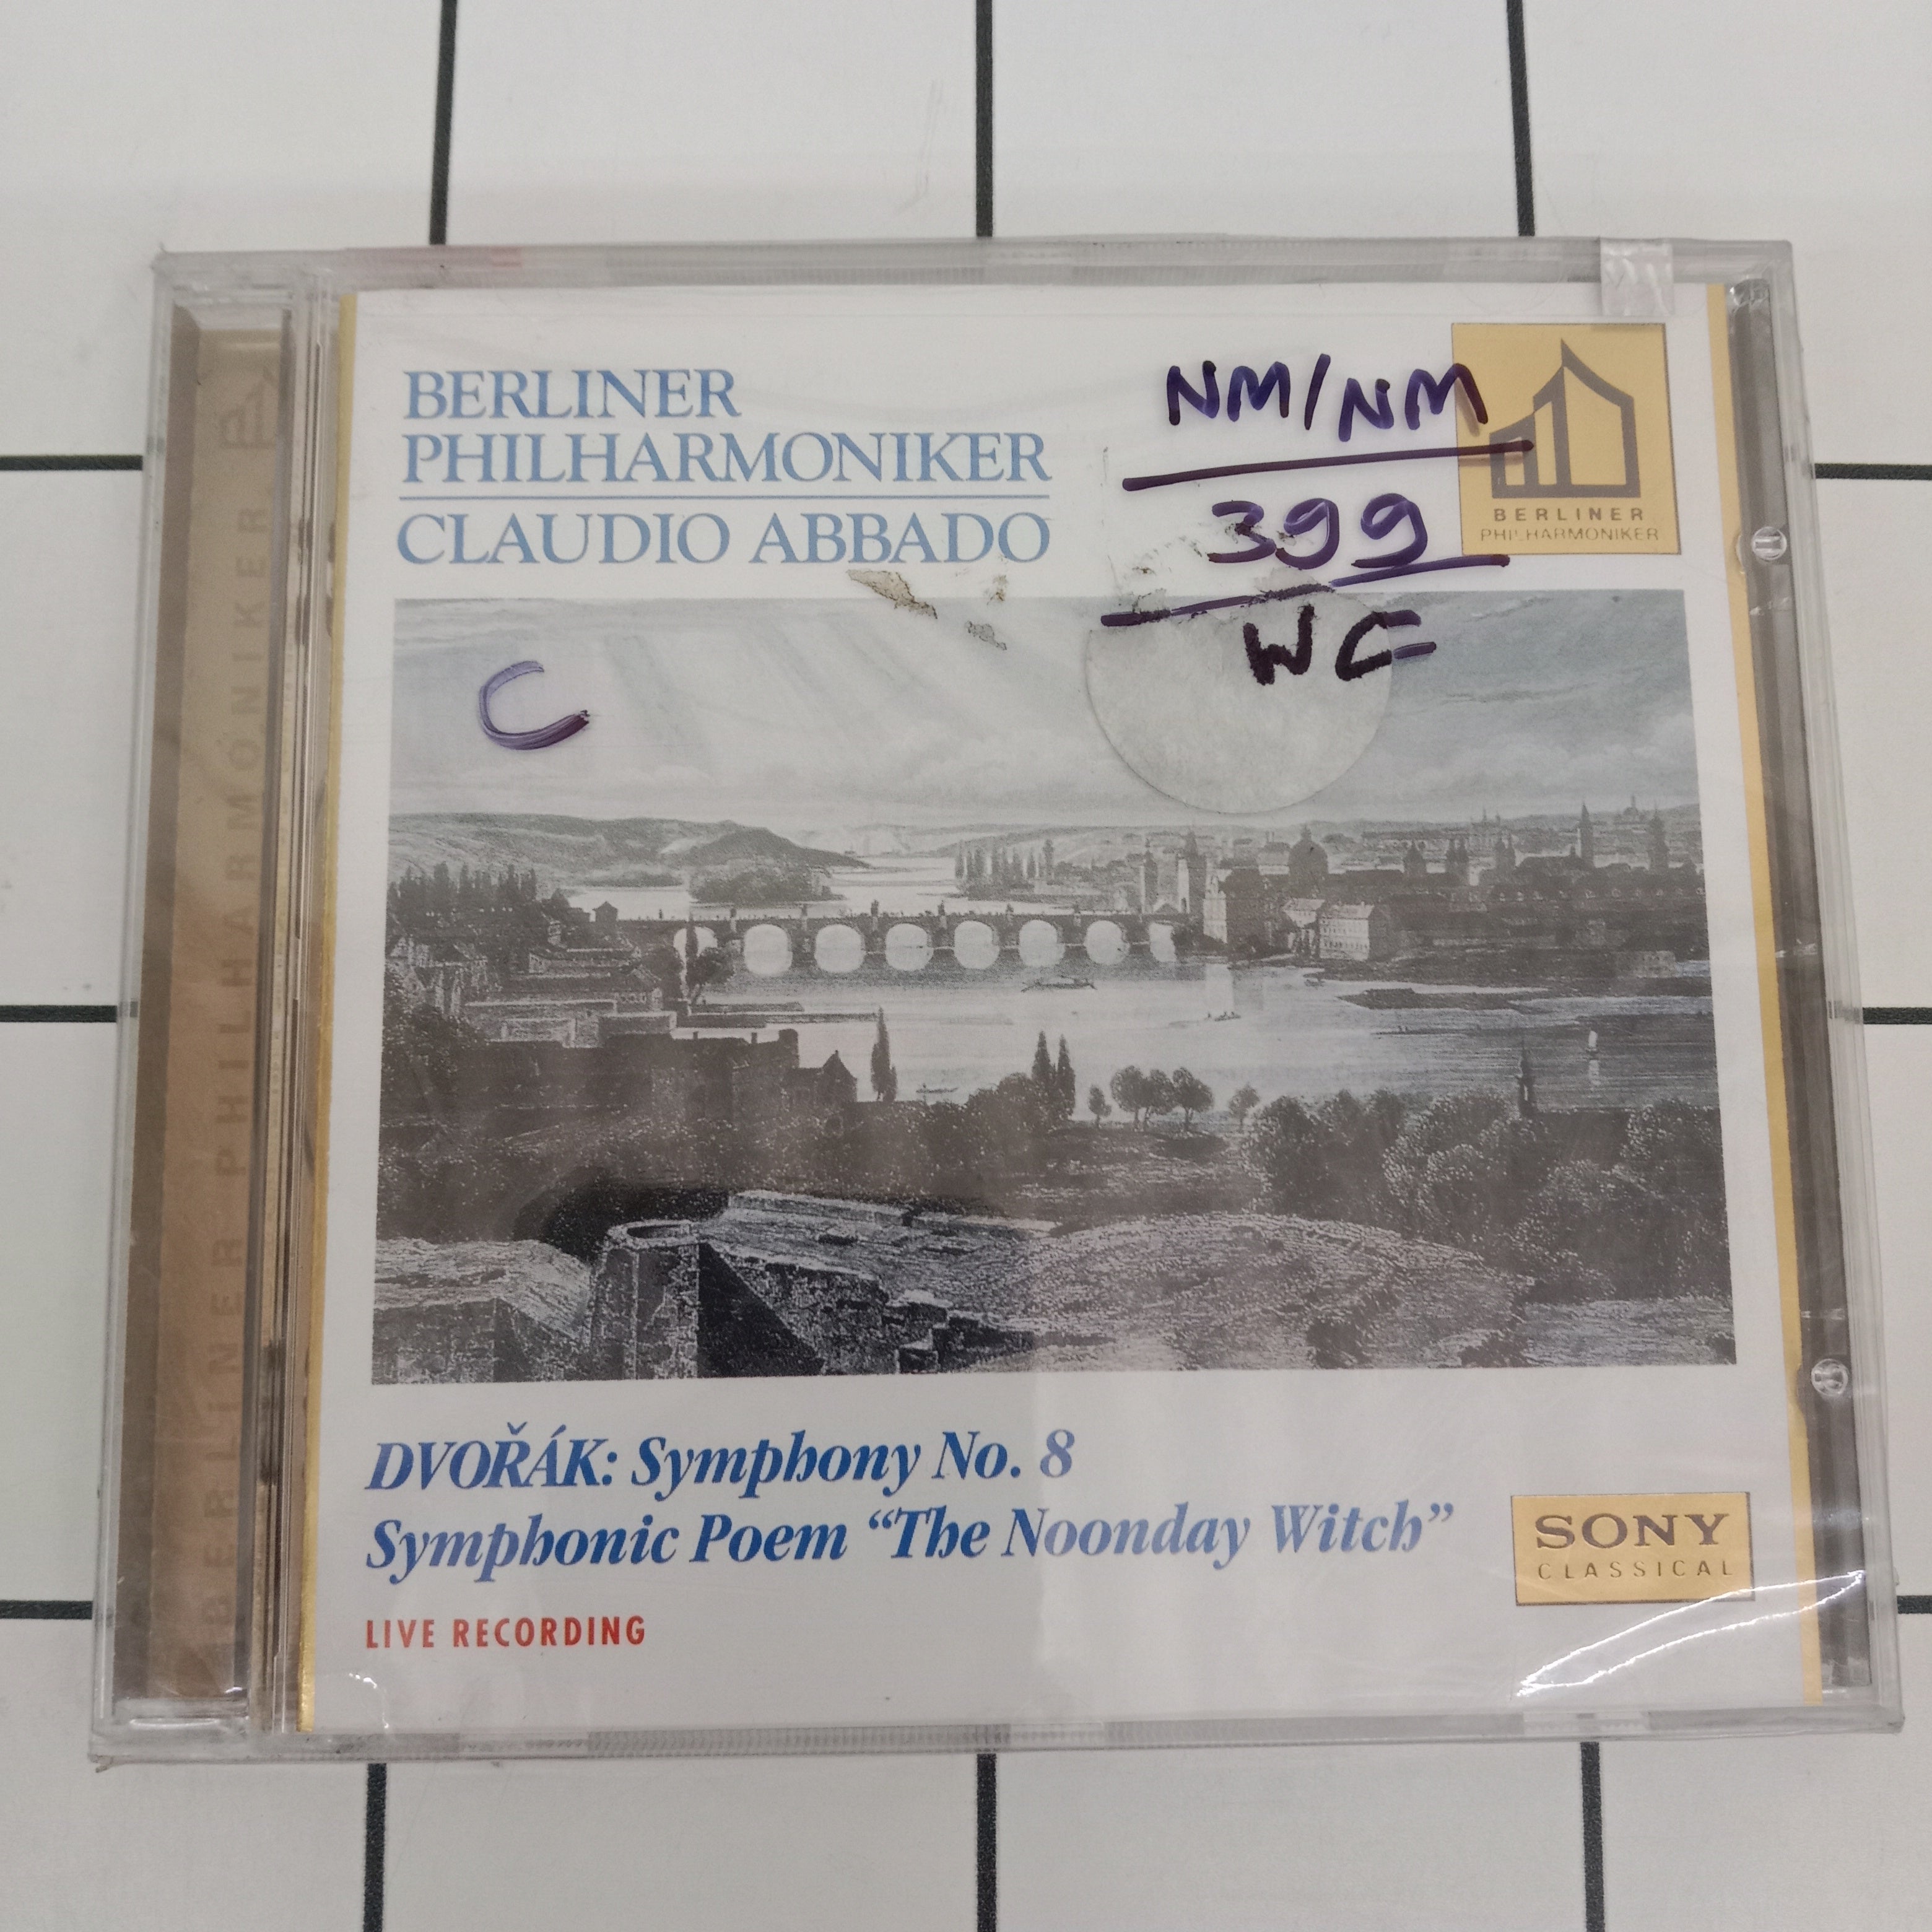 BERLINER
PHILHARMONIKER
CLAUDIO ABBADO
NM/NM
399
WC
C
BERLINER
PHILHARMONIKER
DVOŘÁK: Symphony No. 8
Symphonic Poem “The Noonday Witch”
LIVE RECORDING
SONY
CLASSICAL
BERLINER PHILHARMONIKER